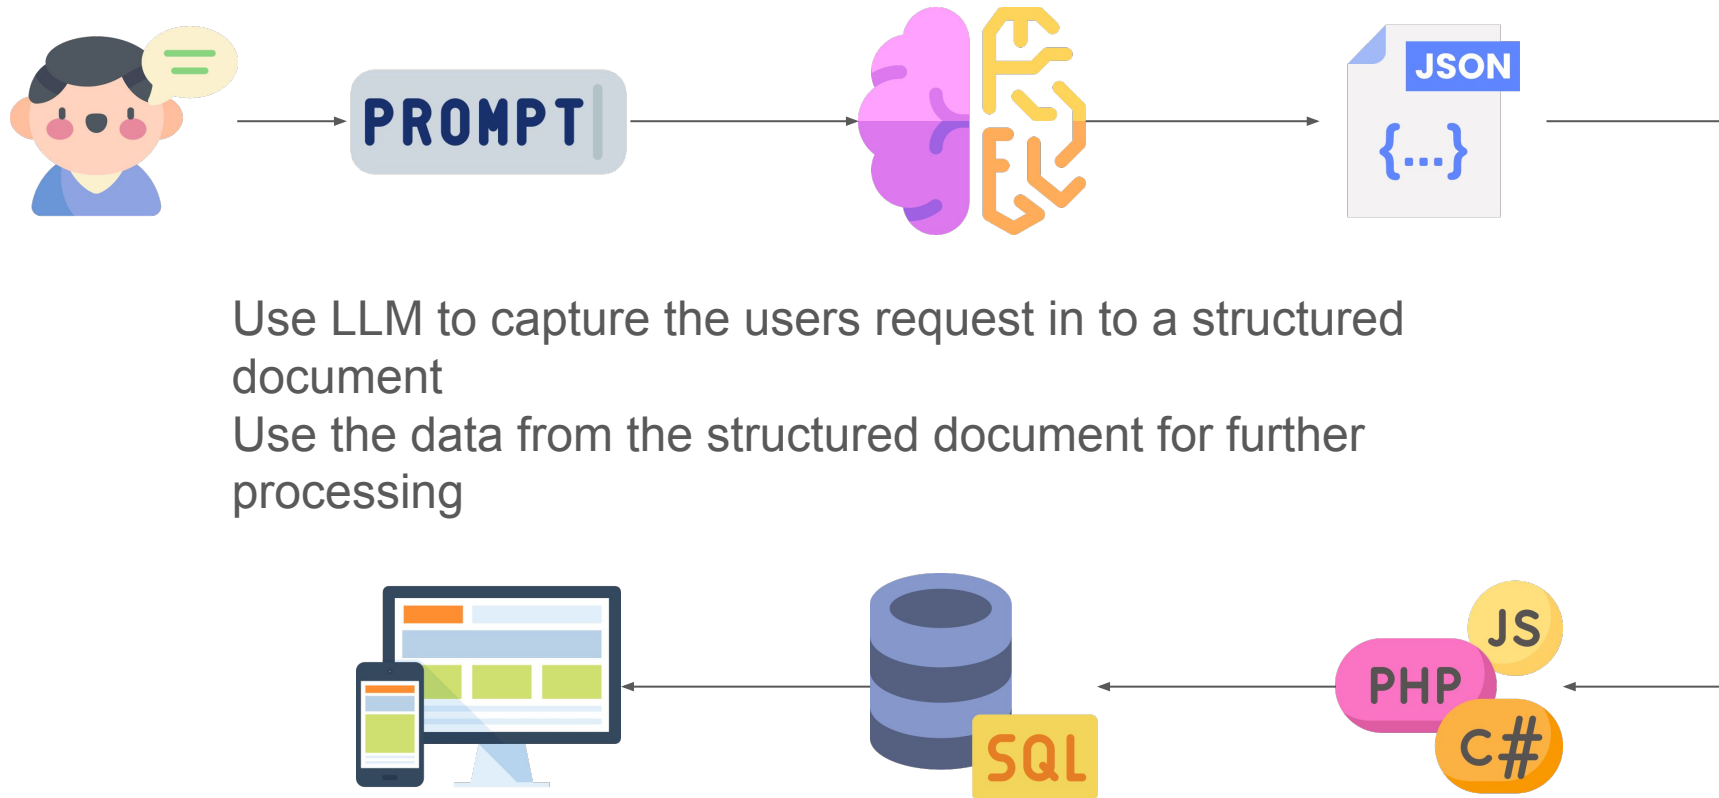 PROMPT
JSON
{...}
Use LLM to capture the users request in to a structured
document
Use the data from the structured document for further
processing
JS
PHP
C#
SQL